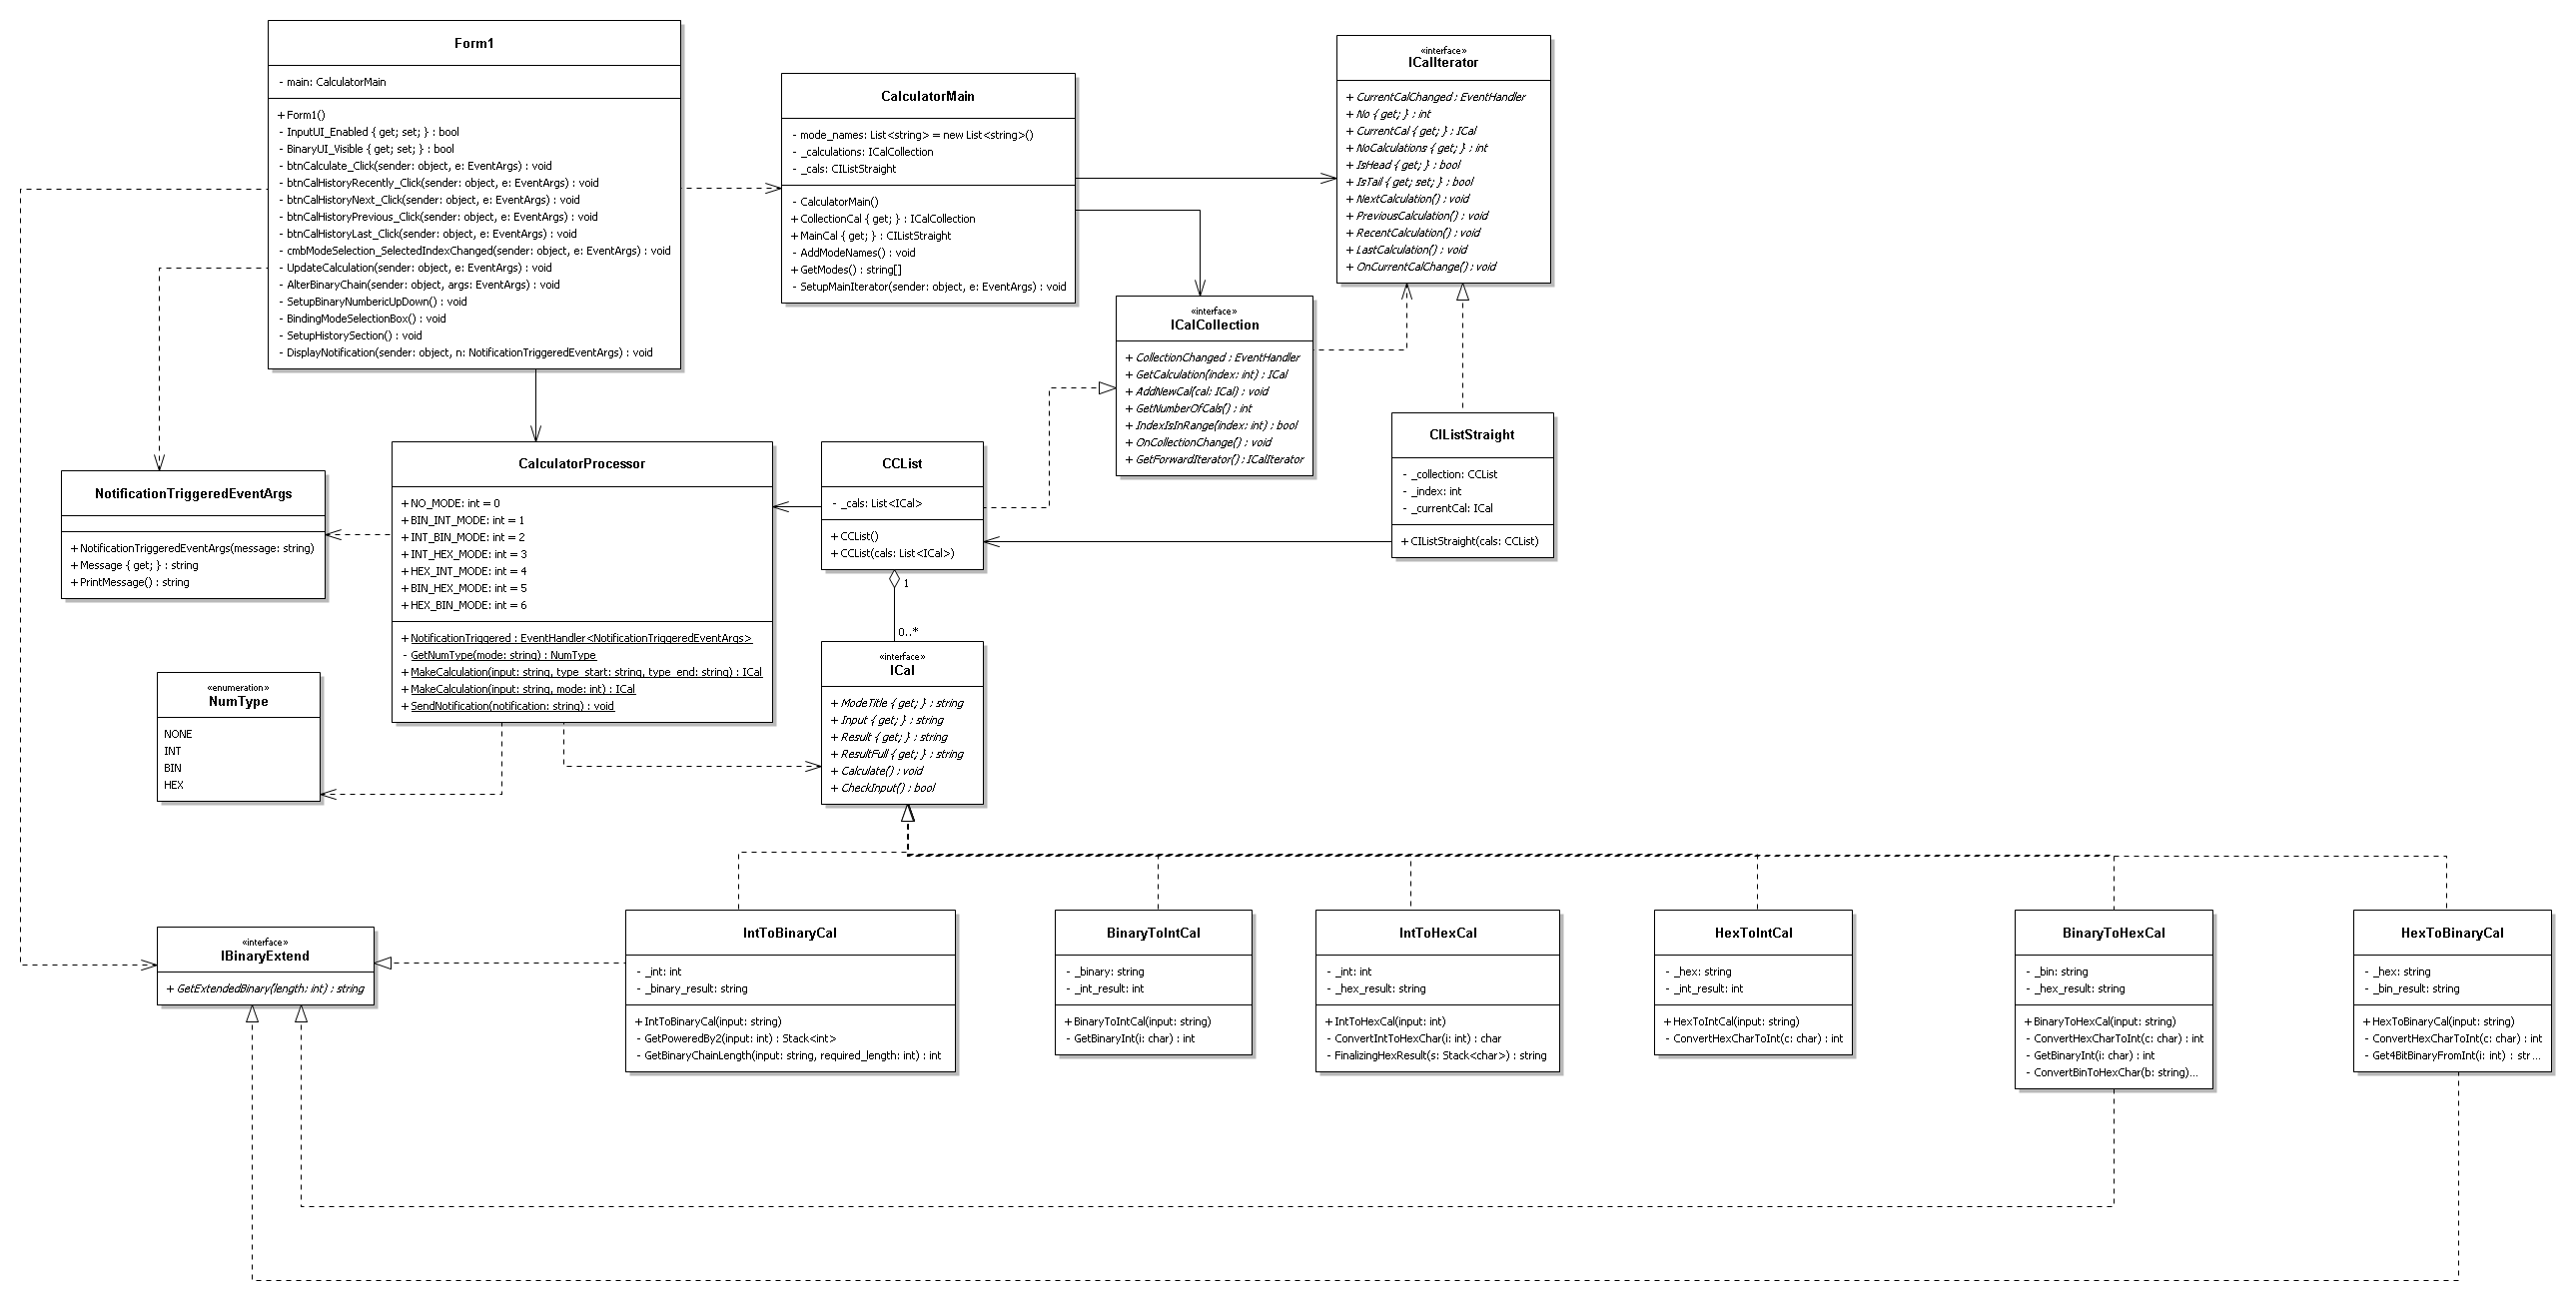 Form1
- main: CalculatorMain
+ Form1()
- InputUI_Enabled { get; set; } : bool
- BinaryUI_Visible { get; set; } : bool
- btnCalculate_Click(sender: object, e: EventArgs) : void
- btnCalHistoryRecently_Click(sender: object, e: EventArgs) : void
- btnCalHistoryNext_Click(sender: object, e: EventArgs) : void
- btnCalHistoryPrevious_Click(sender: object, e: EventArgs) : void
- btnCalHistoryLast_Click(sender: object, e: EventArgs) : void
- cmbModeSelection_SelectedIndexChanged(sender: object, e: EventArgs) : void
- UpdateCalculation(sender: object, e: EventArgs) : void
- AlterBinaryChain(sender: object, args: EventArgs) : void
- SetupBinaryNumbericUpDown() : void
- BindingModeSelectionBox() : void
- SetupHistorySection() : void
- DisplayNotification(sender: object, n: NotificationTriggeredEventArgs) : void
CalculatorMain
- mode_names: List<string> = new List<string>()
- _calculations: ICalCollection
- _cals: CIListStraight
- CalculatorMain()
+ CollectionCal { get; } : ICalCollection
+ MainCal { get; } : CIListStraight
- AddModeNames() : void
+ GetModes() : string[]
- SetupMainIterator(sender: object, e: EventArgs) : void
«interface»
ICalIterator
+ CurrentCalChanged : EventHandler
+ No { get; } : int
+ CurrentCal { get; } : ICal
+ NoCalculations { get; } : int
+ IsHead { get; } : bool
+ IsTail { get; set; } : bool
+ NextCalculation() : void
+ PreviousCalculation() : void
+ RecentCalculation() : void
+ LastCalculation() : void
+ OnCurrentCalChange() : void
«interface»
ICalCollection
+ CollectionChanged : EventHandler
+ GetCalculation(index: int) : ICal
+ AddNewCal(cal: ICal) : void
+ GetNumberOfCals() : int
+ IndexIsInRange(index: int) : bool
+ OnCollectionChange() : void
+ GetForwardIterator() : ICalIterator
CIListStraight
- _collection: CCList
- _index: int
- _currentCal: ICal
+ CIListStraight(cals: CCList)
NotificationTriggeredEventArgs
+ NotificationTriggeredEventArgs(message: string)
+ Message { get; } : string
+ PrintMessage() : string
CalculatorProcessor
+ NO_MODE: int = 0
+ BIN_INT_MODE: int = 1
+ INT_BIN_MODE: int = 2
+ INT_HEX_MODE: int = 3
+ HEX_INT_MODE: int = 4
+ BIN_HEX_MODE: int = 5
+ HEX_BIN_MODE: int = 6
+ NotificationTriggered : EventHandler<NotificationTriggeredEventArgs>
- GetNumType(mode: string) : NumType
+ MakeCalculation(input: string, type_start: string, type_end: string) : ICal
+ MakeCalculation(input: string, mode: int) : ICal
+ SendNotification(notification: string) : void
CCList
- _cals: List<ICal>
+ CCList()
+ CCList(cals: List<ICal>)
1
0..*
«interface»
ICal
+ ModeTitle { get; } : string
+ Input { get; } : string
+ Result { get; } : string
+ ResultFull { get; } : string
+ Calculate() : void
+ CheckInput() : bool
«enumeration»
NumType
NONE
INT
BIN
HEX
«interface»
IBinaryExtend
+ GetExtendedBinary(length: int) : string
IntToBinaryCal
- _int: int
- _binary_result: string
+ IntToBinaryCal(input: string)
- GetPoweredBy2(input: int) : Stack<int>
- GetBinaryChainLength(input: string, required_length: int) : int
BinaryToIntCal
- _binary: string
- _int_result: int
+ BinaryToIntCal(input: string)
- GetBinaryInt(i: char) : int
IntToHexCal
- _int: int
- _hex_result: string
+ IntToHexCal(input: int)
- ConvertIntToHexChar(i: int) : char
- FinalizingHexResult(s: Stack<char>) : string
HexToIntCal
- _hex: string
- _int_result: int
+ HexToIntCal(input: string)
- ConvertHexCharToInt(c: char) : int
BinaryToHexCal
- _bin: string
- _hex_result: string
+ BinaryToHexCal(input: string)
- ConvertHexCharToInt(c: char) : int
- GetBinaryInt(i: char) : int
- ConvertBinToHexChar(b: string)...
HexToBinaryCal
- _hex: string
- _bin_result: string
+ HexToBinaryCal(input: string)
- ConvertHexCharToInt(c: char) : int
- Get4BitBinaryFromInt(i: int) : str...